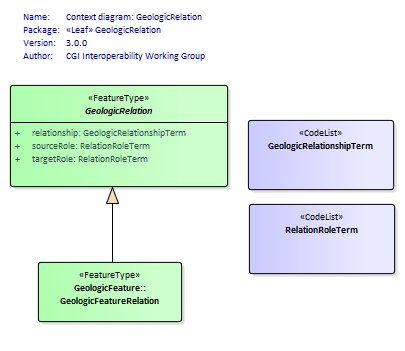 Name: Context diagram: GeologicRelation
Package: «Leaf» GeologicRelation
Version: 3.0.0
Author: CGI Interoperability Working Group
«FeatureType»
GeologicRelation
+ relationship: GeologicRelationshipTerm
+ sourceRole: RelationRoleTerm
+ targetRole: RelationRoleTerm
«CodeList»
GeologicRelationshipTerm
«CodeList»
RelationRoleTerm
«FeatureType»
GeologicFeature::
GeologicFeatureRelation